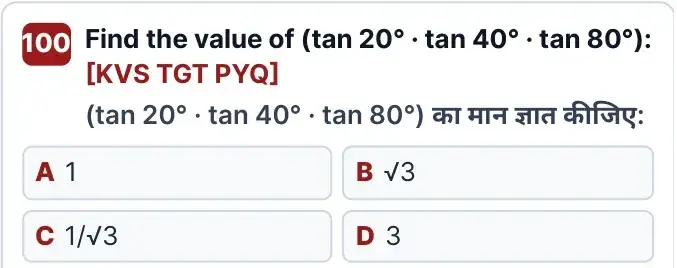 100 Find the value of (tan 20° · tan 40° · tan 80°):
[KVS TGT PYQ]
(tan 20° · tan 40° · tan 80°) का मान ज्ञात कीजिए:
A 1
B √3
C 1/√3
D 3